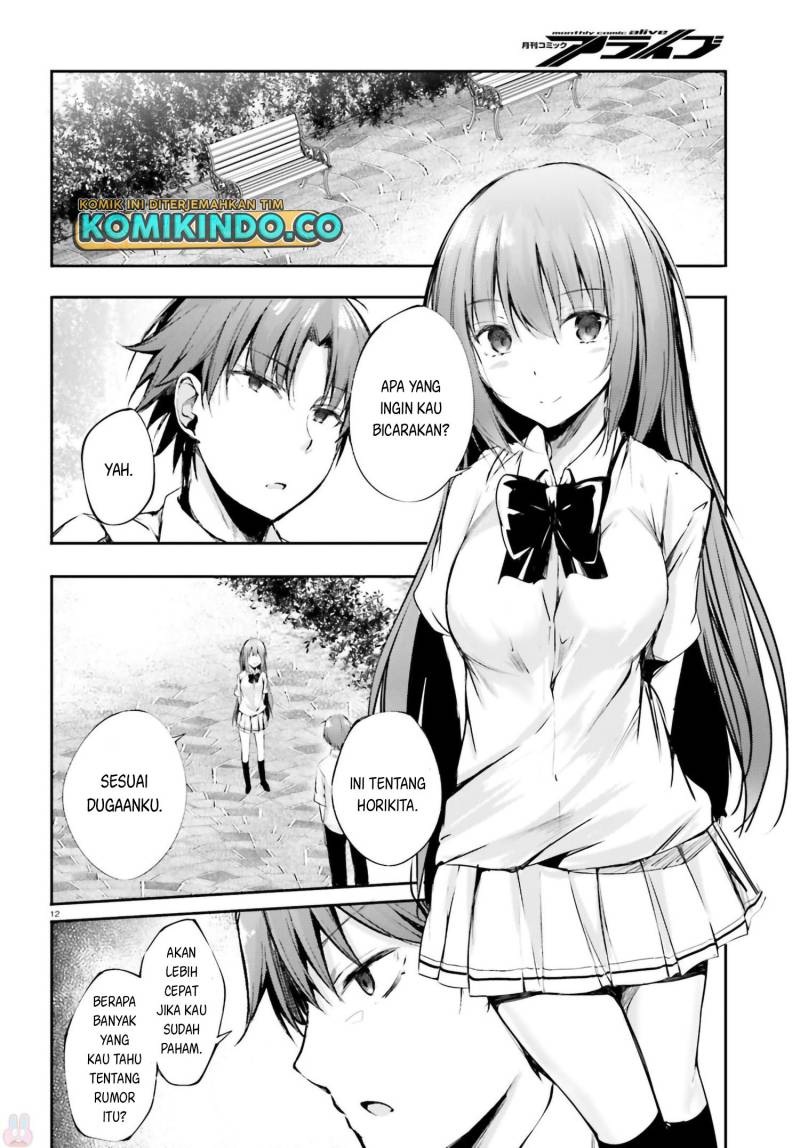 monthly comic alive
月刊コミック
アライブ
KOMIK INI DITERJEMAHKAN TIM
KOMIKINDO.CO
APA YANG
INGIN KAU
BICARAKAN?
YAH.
INI TENTANG
HORIKITA.
SESUAI
DUGAANKU.
12
AKAN
LEBIH
CEPAT
JIKA KAU
SUDAH
PAHAM.
BERAPA
BANYAK
YANG
KAU TAHU
TENTANG
RUMOR
ITU?